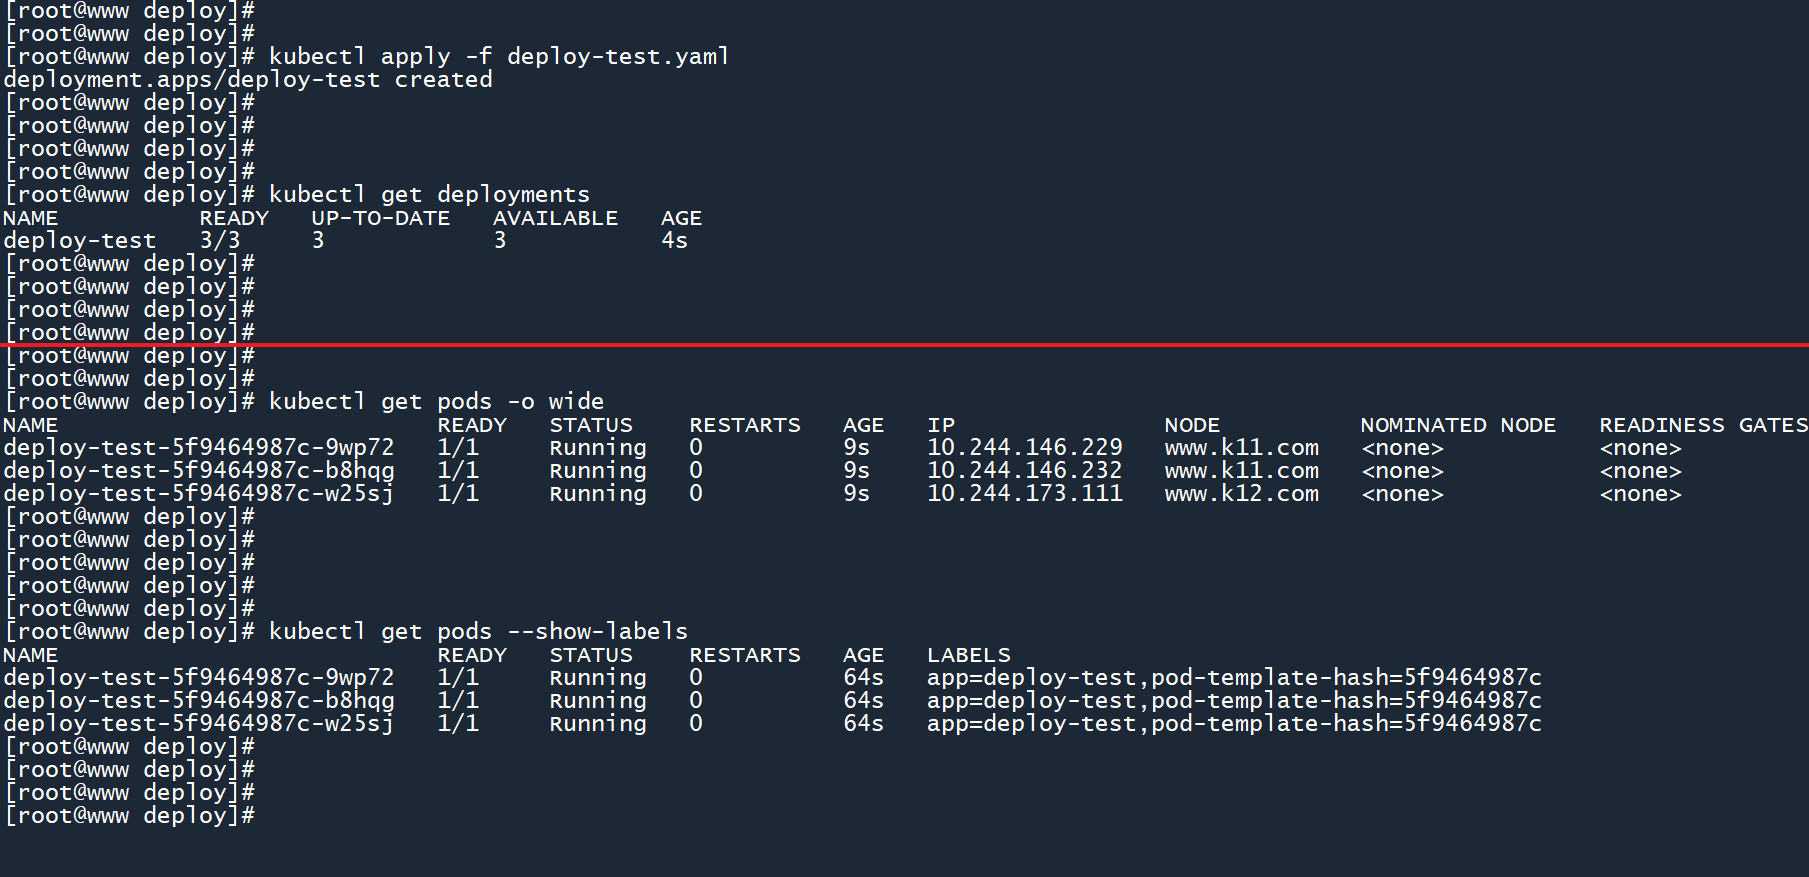 [root@www deploy]#
[root@www deploy]#
[root@www deploy]# kubectl apply -f deploy-test.yaml
deployment.apps/deploy-test created
[root@www deploy]#
[root@www deploy]#
[root@www deploy]#
[root@www deploy]#
[root@www deploy]# kubectl get deployments
NAME          READY   UP-TO-DATE   AVAILABLE   AGE
deploy-test   3/3     3            3           4s
[root@www deploy]#
[root@www deploy]#
[root@www deploy]#
[root@www deploy]#
[root@www deploy]#
[root@www deploy]#
[root@www deploy]# kubectl get pods -o wide
NAME                           READY   STATUS    RESTARTS   AGE   IP               NODE          NOMINATED NODE   READINESS GATES
deploy-test-5f9464987c-9wp72   1/1     Running   0          9s    10.244.146.229   www.k11.com   <none>           <none>
deploy-test-5f9464987c-b8hqg   1/1     Running   0          9s    10.244.146.232   www.k11.com   <none>           <none>
deploy-test-5f9464987c-w25sj   1/1     Running   0          9s    10.244.173.111   www.k12.com   <none>           <none>
[root@www deploy]#
[root@www deploy]#
[root@www deploy]#
[root@www deploy]#
[root@www deploy]#
[root@www deploy]# kubectl get pods --show-labels
NAME                           READY   STATUS    RESTARTS   AGE   LABELS
deploy-test-5f9464987c-9wp72   1/1     Running   0          64s   app=deploy-test,pod-template-hash=5f9464987c
deploy-test-5f9464987c-b8hqg   1/1     Running   0          64s   app=deploy-test,pod-template-hash=5f9464987c
deploy-test-5f9464987c-w25sj   1/1     Running   0          64s   app=deploy-test,pod-template-hash=5f9464987c
[root@www deploy]#
[root@www deploy]#
[root@www deploy]#
[root@www deploy]#